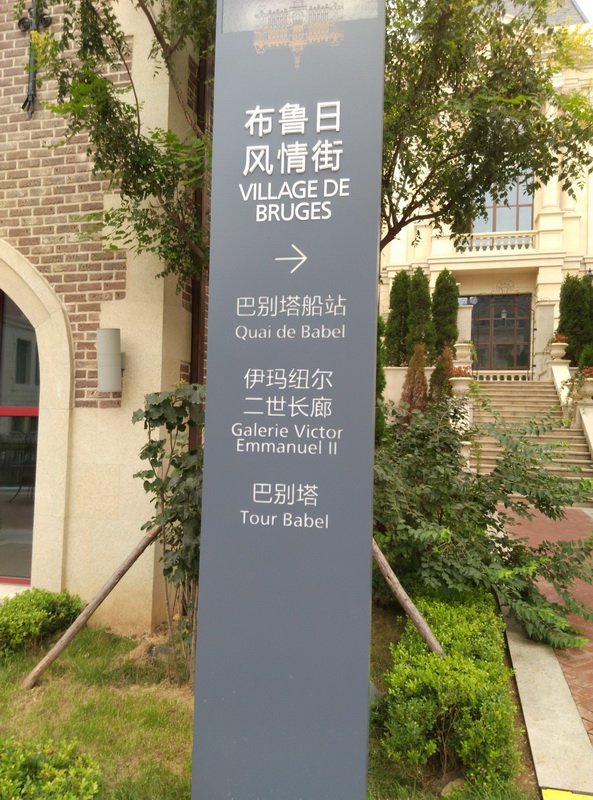 布鲁日
风情街
VILLAGE DE
BRUGES
→
巴别塔船站
Quai de Babel
伊玛纽尔
二世长廊
Galerie Victor
Emmanuel II
巴别塔
Tour Babel